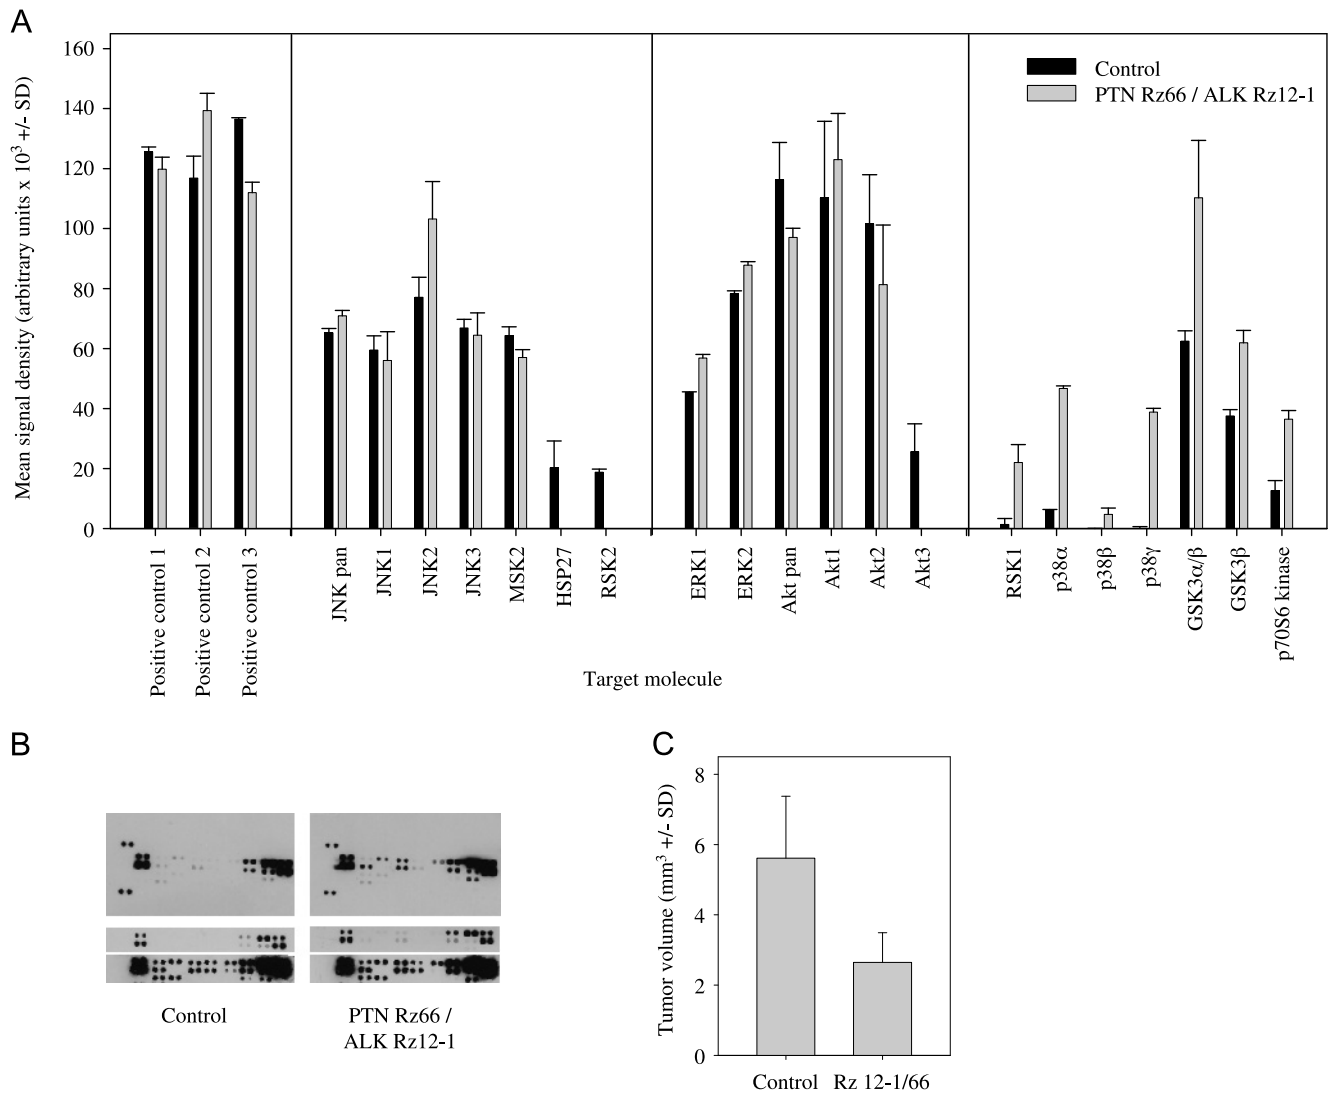 A
Mean signal density (arbitrary units x 10³ +/- SD)
160
140
120
100
80
60
40
20
0
Control
PTN Rz66 / ALK Rz12-1
Positive control 1
Positive control 2
Positive control 3
JNK pan
JNK1
JNK2
JNK3
MSK2
HSP27
RSK2
ERK1
ERK2
Akt pan
Akt1
Akt2
Akt3
RSK1
p38α
p38β
p38γ
GSK3α/β
GSK3β
p70S6 kinase
Target molecule
B
Control
PTN Rz66 /
ALK Rz12-1
C
Tumor volume (mm³ +/- SD)
8
6
4
2
0
Control
Rz 12-1/66